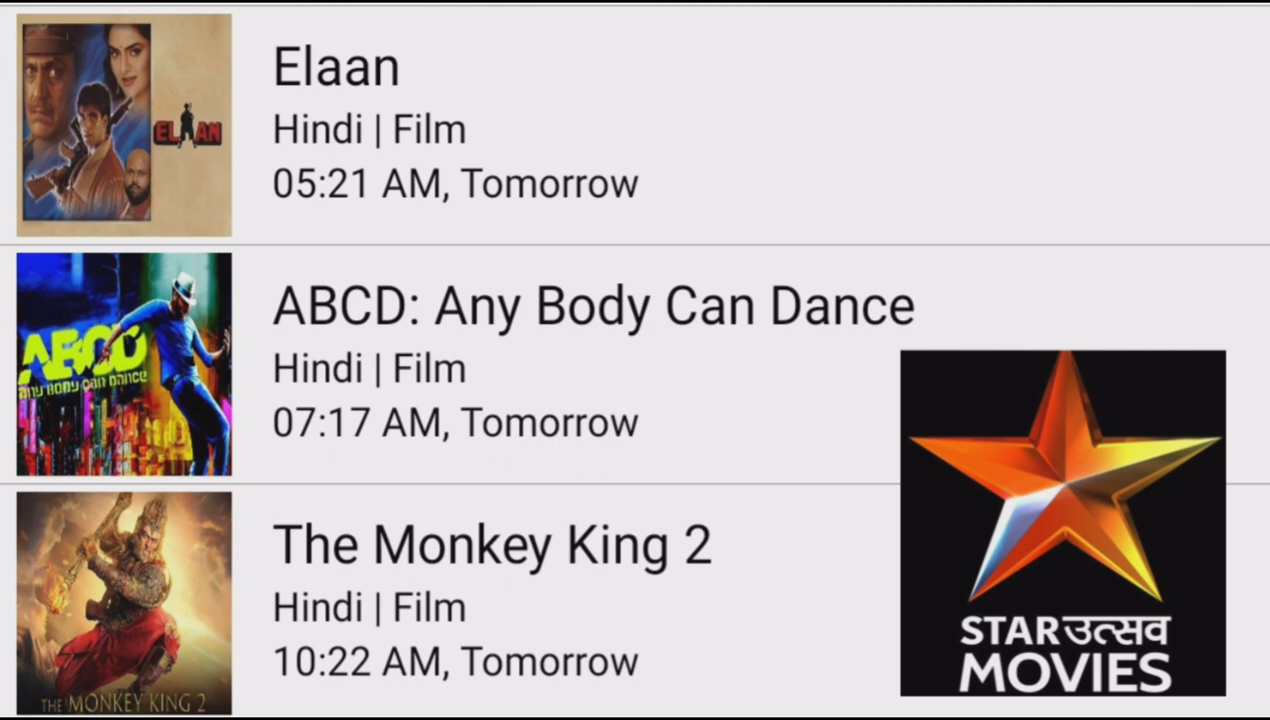 ELAAN
Elaan
Hindi | Film
05:21 AM, Tomorrow
ABCD
ANY BODY CAN DANCE
ABCD: Any Body Can Dance
Hindi | Film
07:17 AM, Tomorrow
THE MONKEY KING 2
The Monkey King 2
Hindi | Film
10:22 AM, Tomorrow
STAR उत्सव
MOVIES